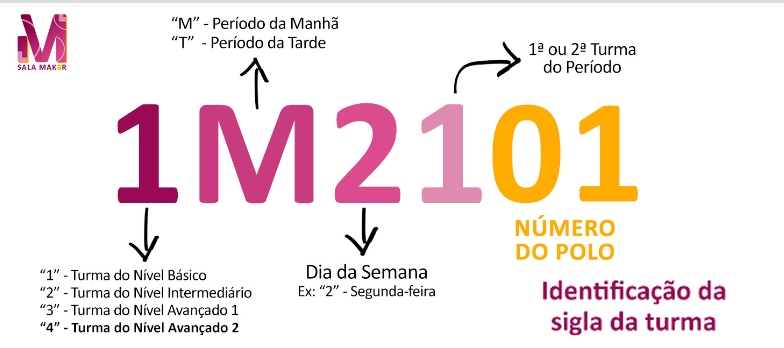 SALA MAKER
“M” - Período da Manhã
“T” - Período da Tarde
1ª ou 2ª Turma
do Período
1M2101
NÚMERO
DO POLO
“1” - Turma do Nível Básico
“2” - Turma do Nível Intermediário
“3” - Turma do Nível Avançado 1
“4” - Turma do Nível Avançado 2
Dia da Semana
Ex: “2” - Segunda-feira
Identificação da
sigla da turma